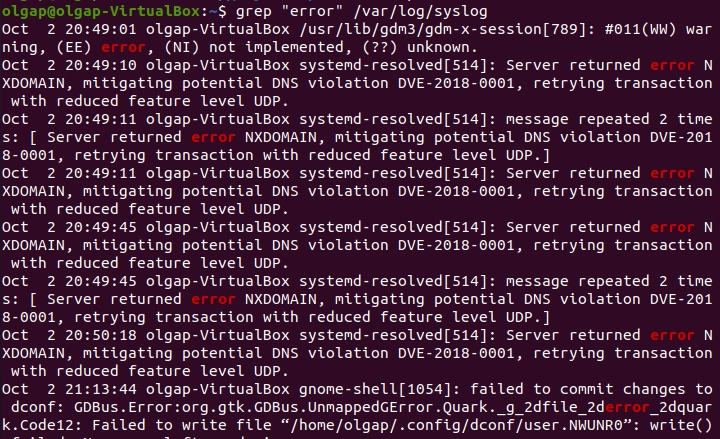 olgap@olgap-VirtualBox:~$ grep "error" /var/log/syslog
Oct  2 20:49:01 olgap-VirtualBox /usr/lib/gdm3/gdm-x-session[789]: #011(WW) war
ning, (EE) error, (NI) not implemented, (??) unknown.
Oct  2 20:49:10 olgap-VirtualBox systemd-resolved[514]: Server returned error N
XDOMAIN, mitigating potential DNS violation DVE-2018-0001, retrying transaction
 with reduced feature level UDP.
Oct  2 20:49:11 olgap-VirtualBox systemd-resolved[514]: message repeated 2 time
s: [ Server returned error NXDOMAIN, mitigating potential DNS violation DVE-201
8-0001, retrying transaction with reduced feature level UDP.]
Oct  2 20:49:11 olgap-VirtualBox systemd-resolved[514]: Server returned error N
XDOMAIN, mitigating potential DNS violation DVE-2018-0001, retrying transaction
 with reduced feature level UDP.
Oct  2 20:49:45 olgap-VirtualBox systemd-resolved[514]: Server returned error N
XDOMAIN, mitigating potential DNS violation DVE-2018-0001, retrying transaction
 with reduced feature level UDP.
Oct  2 20:49:45 olgap-VirtualBox systemd-resolved[514]: message repeated 2 time
s: [ Server returned error NXDOMAIN, mitigating potential DNS violation DVE-201
8-0001, retrying transaction with reduced feature level UDP.]
Oct  2 20:50:18 olgap-VirtualBox systemd-resolved[514]: Server returned error N
XDOMAIN, mitigating potential DNS violation DVE-2018-0001, retrying transaction
 with reduced feature level UDP.
Oct  2 21:13:44 olgap-VirtualBox gnome-shell[1054]: failed to commit changes to
 dconf: GDBus.Error:org.gtk.GDBus.UnmappedGError.Quark._g_2dfile_2derror_2dquar
k.Code12: Failed to write file “/home/olgap/.config/dconf/user.NWUNR0”: write()